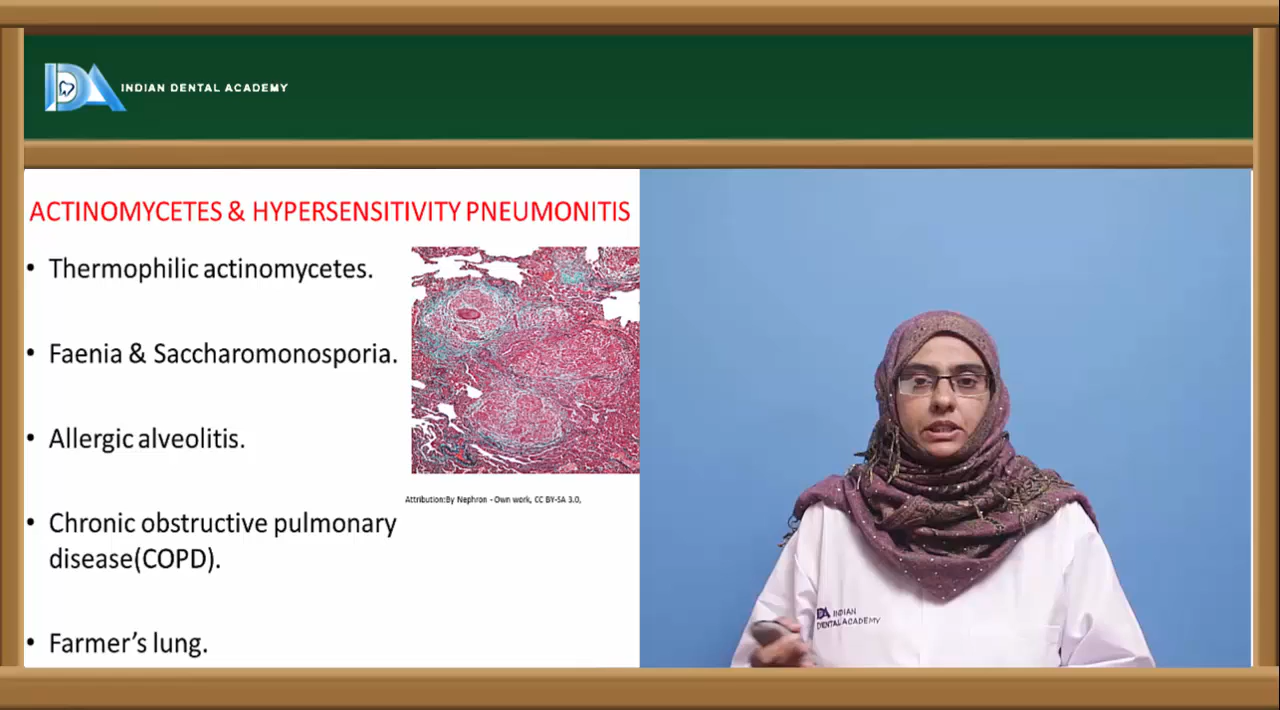 INDIAN DENTAL ACADEMY
ACTINOMYCETES & HYPERSENSITIVITY PNEUMONITIS
• Thermophilic actinomycetes.
• Faenia & Saccharomonosporia.
• Allergic alveolitis.
Attribution:By Nephron - Own work, CC BY-SA 3.0,
• Chronic obstructive pulmonary
disease(COPD).
• Farmer's lung.
IDA INDIAN
DENTAL ACADEMY